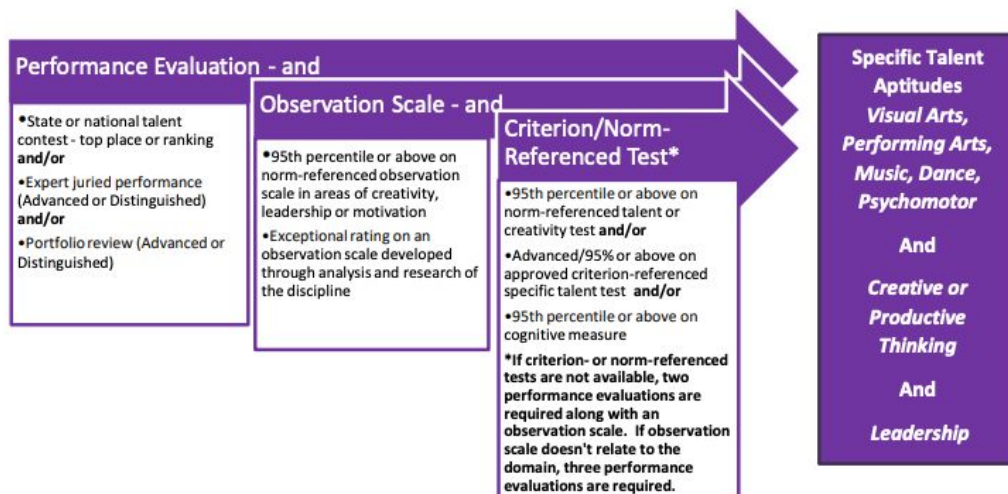 Performance Evaluation - and
•State or national talent
contest - top place or ranking
and/or
•Expert juried performance
(Advanced or Distinguished)
and/or
•Portfolio review (Advanced or
Distinguished)
Observation Scale - and
•95th percentile or above on
norm-referenced observation
scale in areas of creativity,
leadership or motivation
•Exceptional rating on an
observation scale developed
through analysis and research of
the discipline
Criterion/Norm-
Referenced Test*
•95th percentile or above on
norm-referenced talent or
creativity test and/or
•Advanced/95% or above on
approved criterion-referenced
specific talent test and/or
•95th percentile or above on
cognitive measure
*If criterion- or norm-referenced
tests are not available, two
performance evaluations are
required along with an
observation scale. If observation
scale doesn't relate to the
domain, three performance
evaluations are required.
Specific Talent
Aptitudes
Visual Arts,
Performing Arts,
Music, Dance,
Psychomotor
And
Creative or
Productive
Thinking
And
Leadership